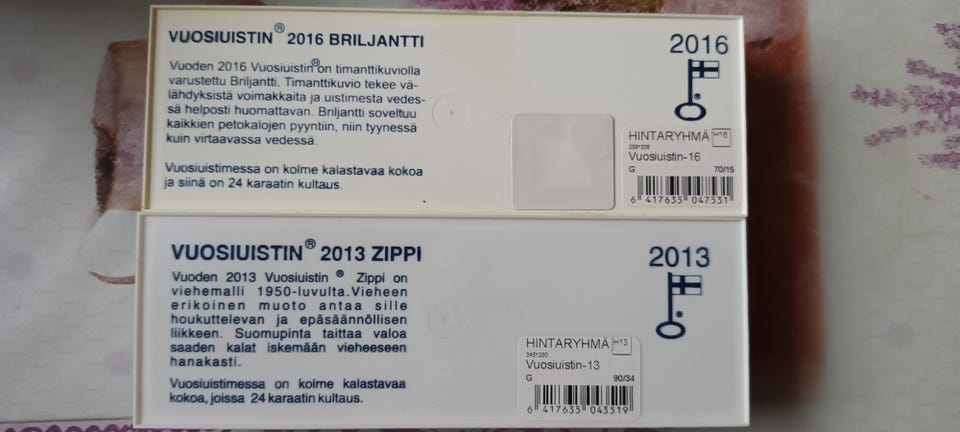 VUOSIUISTIN® 2016 BRILJANTTI
Vuoden 2016 Vuosiuistin®on timanttikuviolla
varustettu Briljantti. Timanttikuvio tekee vä-
lähdyksistä voimakkaita ja uistimesta vedes-
sä helposti huomattavan. Briljantti soveltuu
kaikkien petokalojen pyyntiin, niin tyynessä
kuin virtaavassa vedessä.
Vuosiuistimessa on kolme kalastavaa kokoa
ja siinä on 24 karaatin kultaus.
2016
®
HINTARYHMÄ H16
Vuosiuistin-16
G 70/15
6 417635 047531
VUOSIUISTIN® 2013 ZIPPI
Vuoden 2013 Vuosiuistin ® Zippi on
viehemalli 1950-luvulta.Vieheen
erikoinen muoto antaa sille
houkuttelevan ja epäsäännöllisen
liikkeen. Suomupinta taittaa valoa
saaden kalat iskemään vieheeseen
hanakasti.
Vuosiuistimessa on kolme kalastavaa
kokoa, joissa 24 karaatin kultaus.
2013
®
HINTARYHMÄ H13
Vuosiuistin-13
G 90/34
6 417635 043519